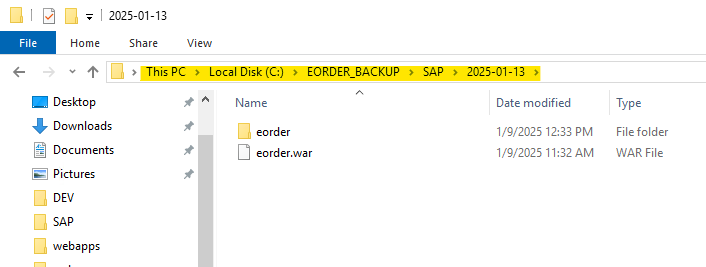 2025-01-13
File Home Share View
This PC Local Disk (C:) EORDER_BACKUP SAP 2025-01-13
Name Date modified Type
Desktop
Downloads
Documents
Pictures
DEV
SAP
webapps
eorder 1/9/2025 12:33 PM File folder
eorder.war 1/9/2025 11:32 AM WAR File